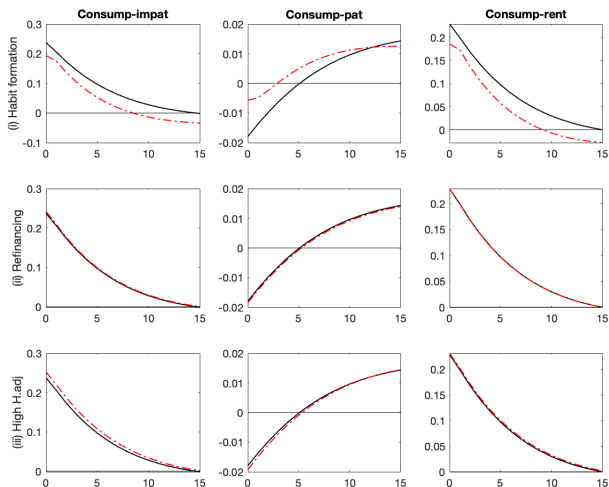 Consump-impat Consump-pat Consump-rent
(i) Habit formation
0.3 0.2 0.1 0 -0.1
0 5 10 15
0.02 0.01 0 -0.01 -0.02
0 5 10 15
0.2 0.15 0.1 0.05 0
0 5 10 15
(ii) Refinancing
0.3 0.2 0.1 0
0 5 10 15
0.02 0.01 0 -0.01 -0.02
0 5 10 15
0.2 0.15 0.1 0.05 0
0 5 10 15
(iii) High H.adj
0.3 0.2 0.1 0
0 5 10 15
0.02 0.01 0 -0.01 -0.02
0 5 10 15
0.2 0.15 0.1 0.05 0
0 5 10 15